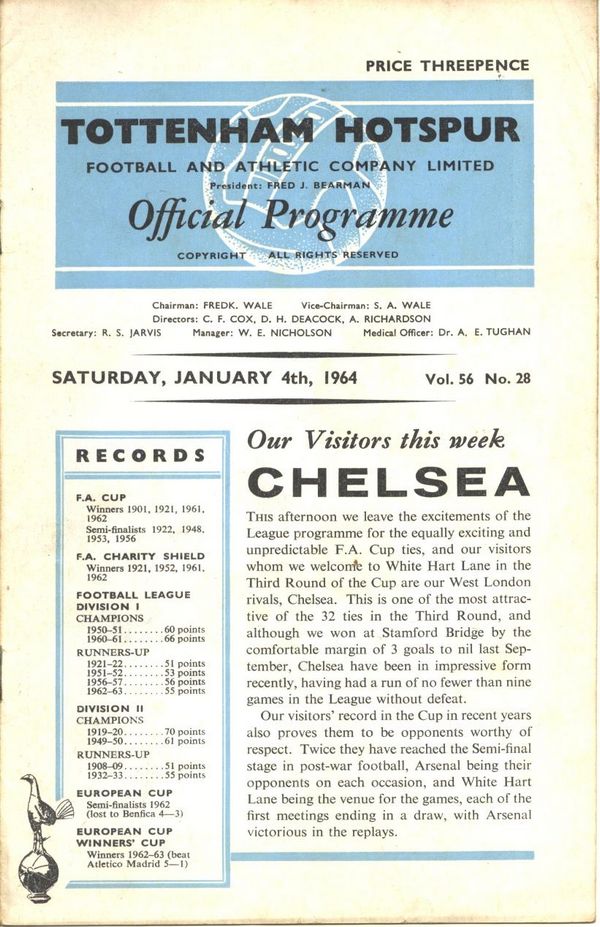 PRICE THREEPENCE
TOTTENHAM HOTSPUR
FOOTBALL AND ATHLETIC COMPANY LIMITED
President: FRED J. BEARMAN
Official Programme
COPYRIGHT ALL RIGHTS RESERVED
Chairman: FREDK. WALE Vice-Chairman: S. A. WALE
Directors: C. F. COX, D. H. DEACOCK, A. RICHARDSON
Secretary: R. S. JARVIS Manager: W. E. NICHOLSON Medical Officer: Dr. A. E. TUGHAN
SATURDAY, JANUARY 4th, 1964 Vol. 56 No. 28
RECORDS
F.A. CUP
Winners 1901, 1921, 1961,
1962
Semi-finalists 1922, 1948,
1953, 1956
F.A. CHARITY SHIELD
Winners 1921, 1952, 1961,
1962
FOOTBALL LEAGUE
DIVISION I
CHAMPIONS
1950-51........60 points
1960-61........66 points
RUNNERS-UP
1921-22........51 points
1951-52........53 points
1956-57........56 points
1962-63........55 points
DIVISION II
CHAMPIONS
1919-20........70 points
1949-50........61 points
RUNNERS-UP
1908-09........51 points
1932-33........55 points
EUROPEAN CUP
Semi-finalists 1962
(lost to Benfica 4—3)
EUROPEAN CUP
WINNERS' CUP
Winners 1962-63 (beat
Atletico Madrid 5—1)
Our Visitors this week
CHELSEA
THIS afternoon we leave the excitements of the
League programme for the equally exciting and
unpredictable F.A. Cup ties, and our visitors
whom we welcome to White Hart Lane in the
Third Round of the Cup are our West London
rivals, Chelsea. This is one of the most attrac-
tive of the 32 ties in the Third Round, and
although we won at Stamford Bridge by the
comfortable margin of 3 goals to nil last Sep-
tember, Chelsea have been in impressive form
recently, having had a run of no fewer than nine
games in the League without defeat.
Our visitors' record in the Cup in recent years
also proves them to be opponents worthy of
respect. Twice they have reached the Semi-final
stage in post-war football, Arsenal being their
opponents on each occasion, and White Hart
Lane being the venue for the games, each of the
first meetings ending in a draw, with Arsenal
victorious in the replays.